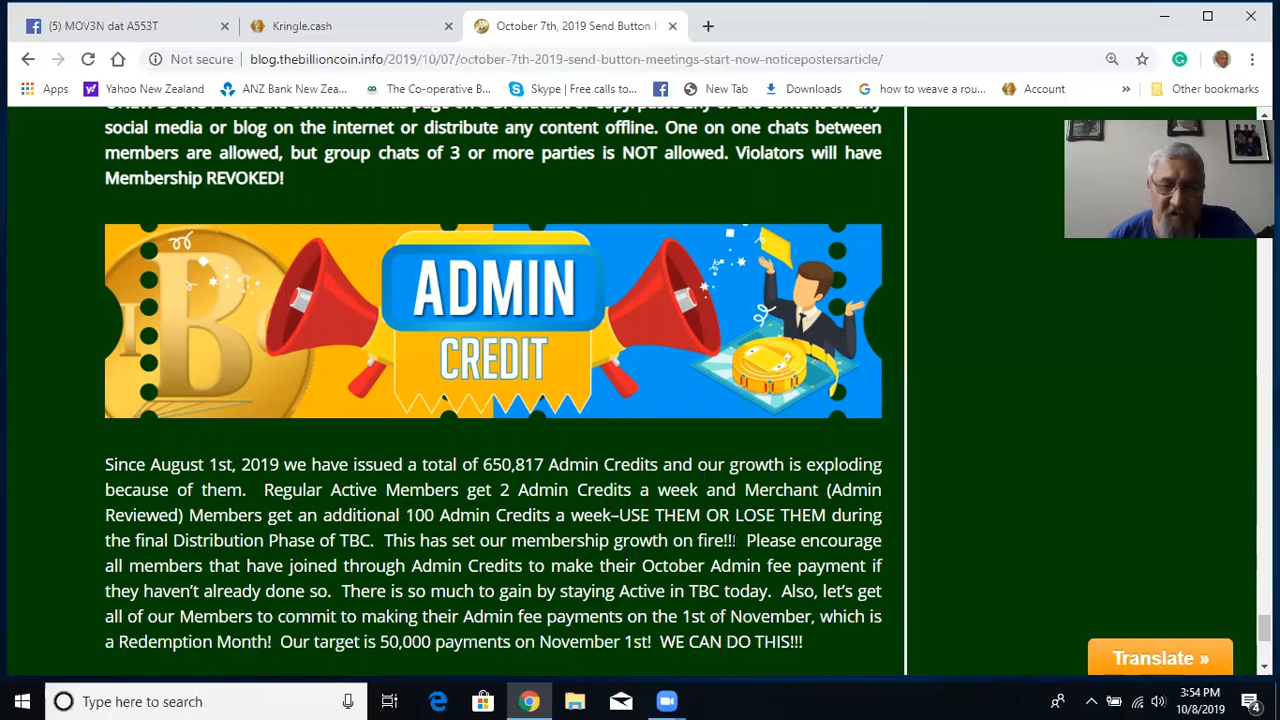 (5) MOV3N dat A553T
Kringle.cash
October 7th, 2019 Send Button
Not secure
blog.thebillioncoin.info/2019/10/07/october-7th-2019-send-button-meetings-start-now-noticepostersarticle/
Apps
Yahoo New Zealand
ANZ Bank New Zea...
The Co-operative B...
Skype | Free calls to...
New Tab
Downloads
how to weave a rou...
Account
»
Other bookmarks
social media or blog on the internet or distribute any content offline. One on one chats between
members are allowed, but group chats of 3 or more parties is NOT allowed. Violators will have
Membership REVOKED!
B
ADMIN
CREDIT
Since August 1st, 2019 we have issued a total of 650,817 Admin Credits and our growth is exploding
because of them. Regular Active Members get 2 Admin Credits a week and Merchant (Admin
Reviewed) Members get an additional 100 Admin Credits a week–USE THEM OR LOSE THEM during
the final Distribution Phase of TBC. This has set our membership growth on fire!!! Please encourage
all members that have joined through Admin Credits to make their October Admin fee payment if
they haven't already done so. There is so much to gain by staying Active in TBC today. Also, let's get
all of our Members to commit to making their Admin fee payments on the 1st of November, which is
a Redemption Month! Our target is 50,000 payments on November 1st! WE CAN DO THIS!!!
Translate »
Type here to search
3:54 PM
10/8/2019
4